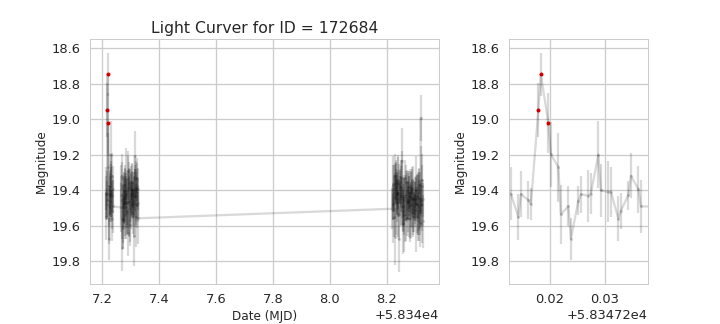 Light Curver for ID = 172684
18.6
18.8
19.0
19.2
19.4
19.6
19.8
Magnitude
7.2 7.4 7.6 7.8 8.0 8.2
Date (MJD)
+5.834e4
18.6
18.8
19.0
19.2
19.4
19.6
19.8
Magnitude
0.02 0.03
+5.83472e4